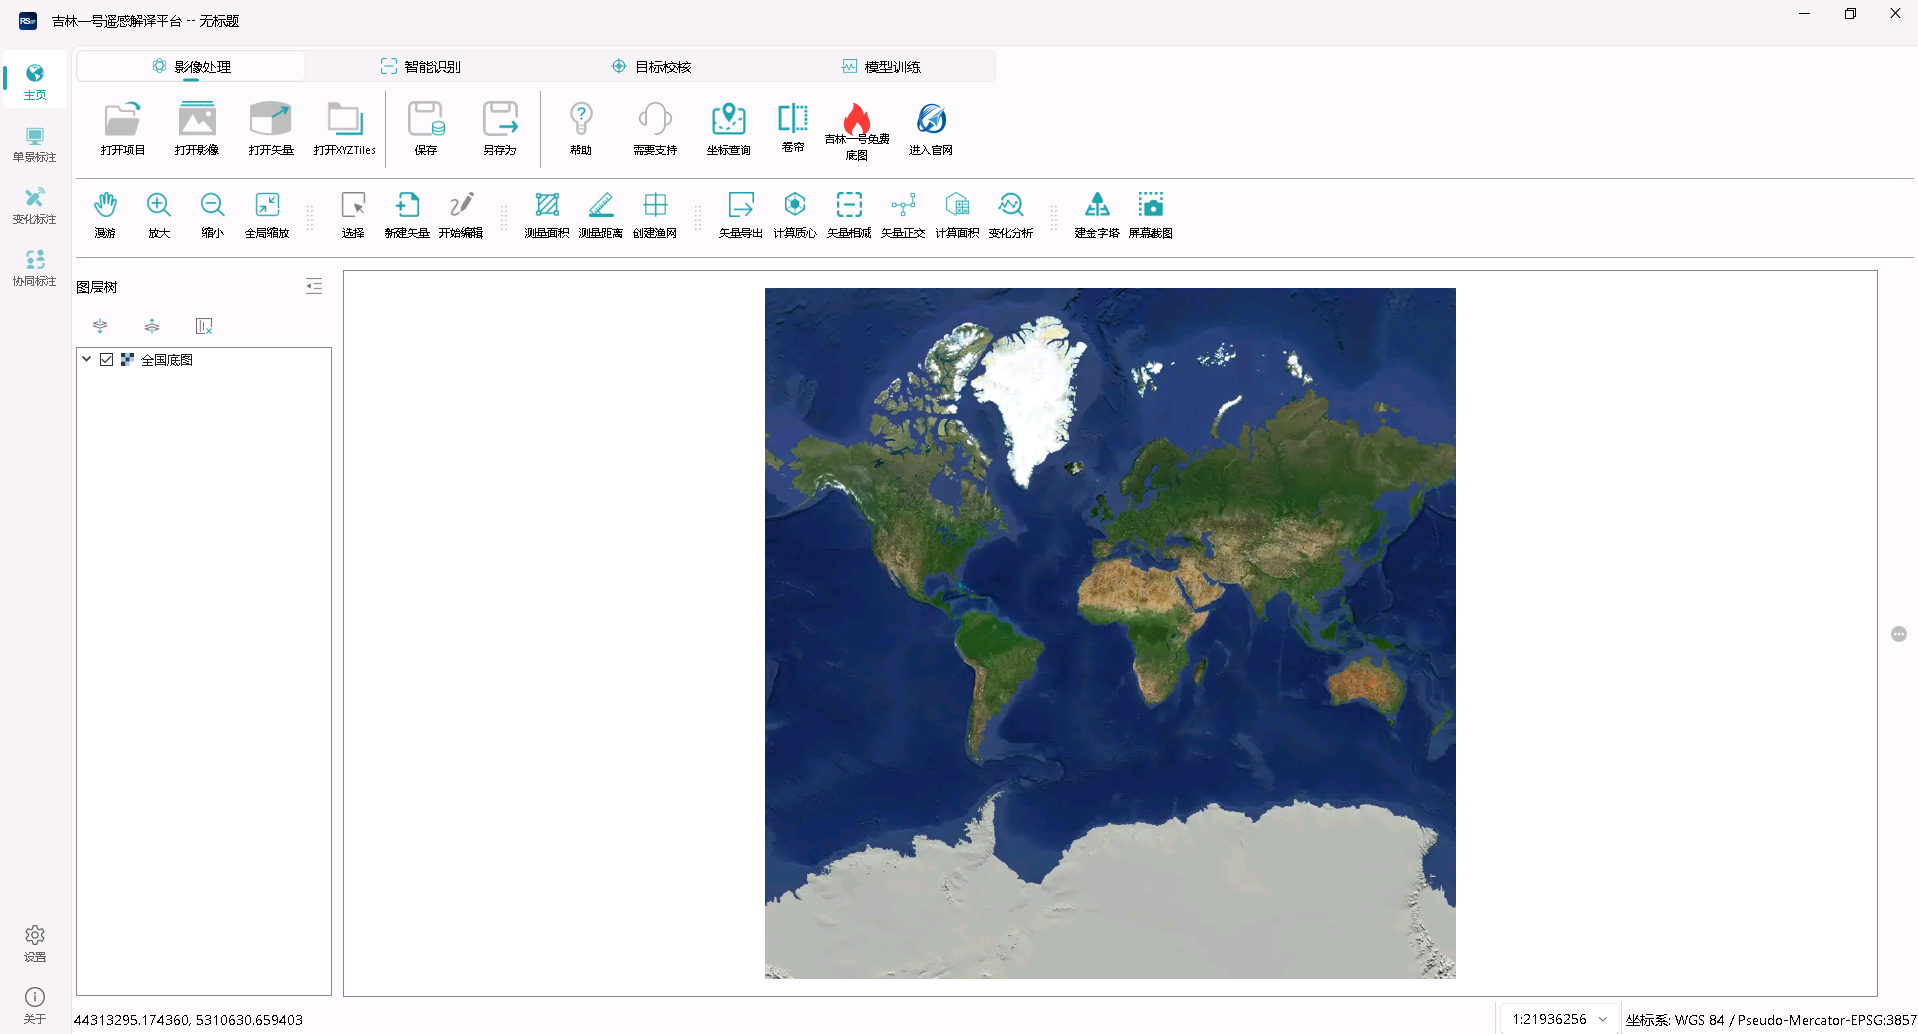 RS
吉林一号遥感解译平台 -- 无标题
主页
单景标注
变化标注
协同标注
设置
关于
影像处理
智能识别
目标校核
模型训练
打开项目
打开影像
打开矢量
打开XYZTiles
保存
另存为
帮助
需要支持
坐标查询
卷帘
吉林一号免费
底图
进入官网
漫游
放大
缩小
全局缩放
选择
新建矢量
开始编辑
测量面积
测量距离
创建渔网
矢量导出
计算质心
矢量相减
矢量正交
计算面积
变化分析
建金字塔
屏幕截图
图层树
全国底图
44313295.174360, 5310630.659403
1:21936256
坐标系: WGS 84 / Pseudo-Mercator-EPSG:3857